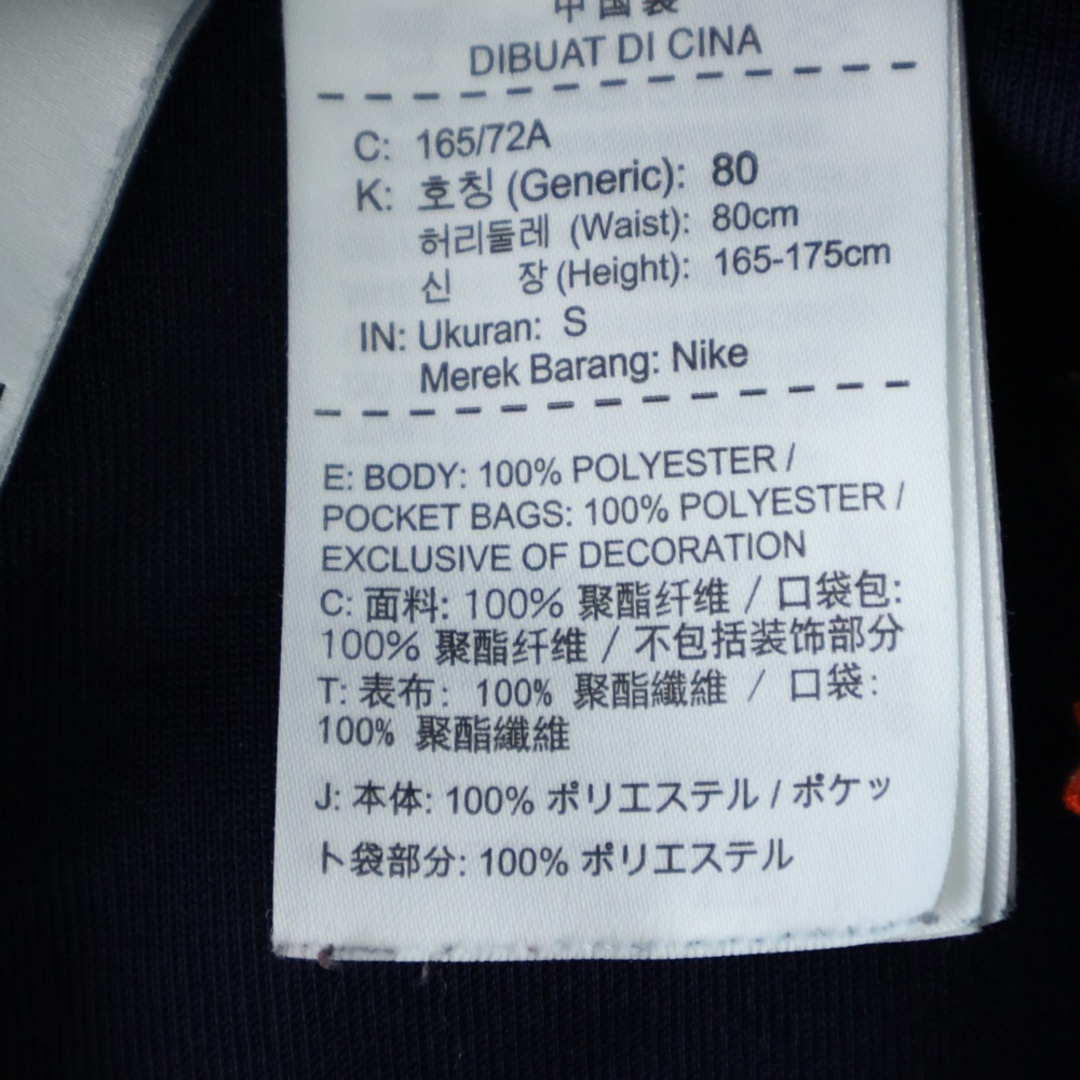 中国製
DIBUAT DI CINA
C: 165/72A
K: 호칭 (Generic): 80
허리둘레 (Waist): 80cm
신 장 (Height): 165-175cm
IN: Ukuran: S
Merek Barang: Nike
E: BODY: 100% POLYESTER /
POCKET BAGS: 100% POLYESTER /
EXCLUSIVE OF DECORATION
C: 面料: 100% 聚酯纤维 / 口袋包:
100% 聚酯纤维 / 不包括装饰部分
T: 表布: 100% 聚酯纖維 / 口袋:
100% 聚酯纖維
J: 本体: 100% ポリエステル / ポケッ
ト袋部分: 100% ポリエステル